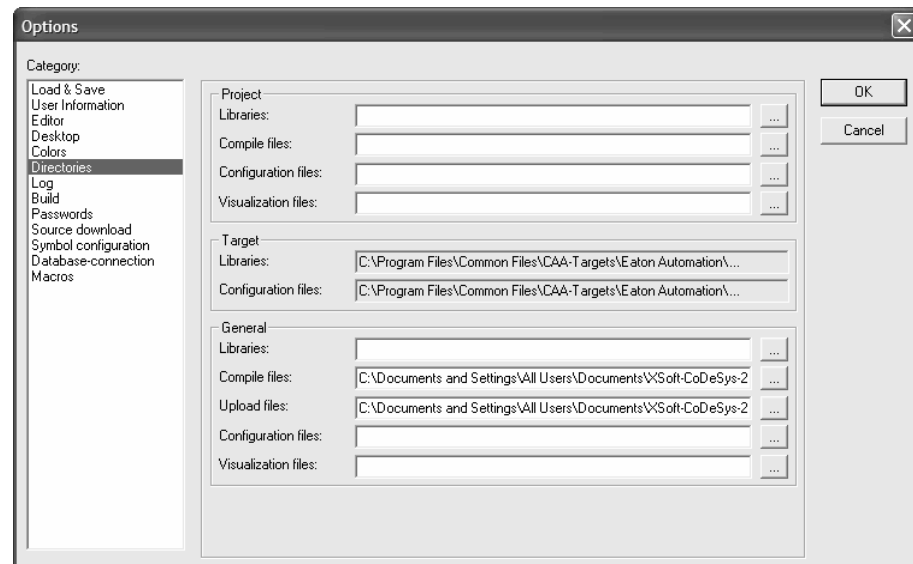 Options
Category:
Load & Save
User Information
Editor
Desktop
Colors
Directories
Log
Build
Passwords
Source download
Symbol configuration
Database-connection
Macros
Project
Libraries:
...
Compile files:
...
Configuration files:
...
Visualization files:
...
Target
Libraries: C:\Program Files\Common Files\CAA-Targets\Eaton Automation\...
Configuration files: C:\Program Files\Common Files\CAA-Targets\Eaton Automation\...
General
Libraries:
...
Compile files: C:\Documents and Settings\All Users\Documents\XSoft-CoDeSys-2
...
Upload files: C:\Documents and Settings\All Users\Documents\XSoft-CoDeSys-2
...
Configuration files:
...
Visualization files:
...
OK
Cancel